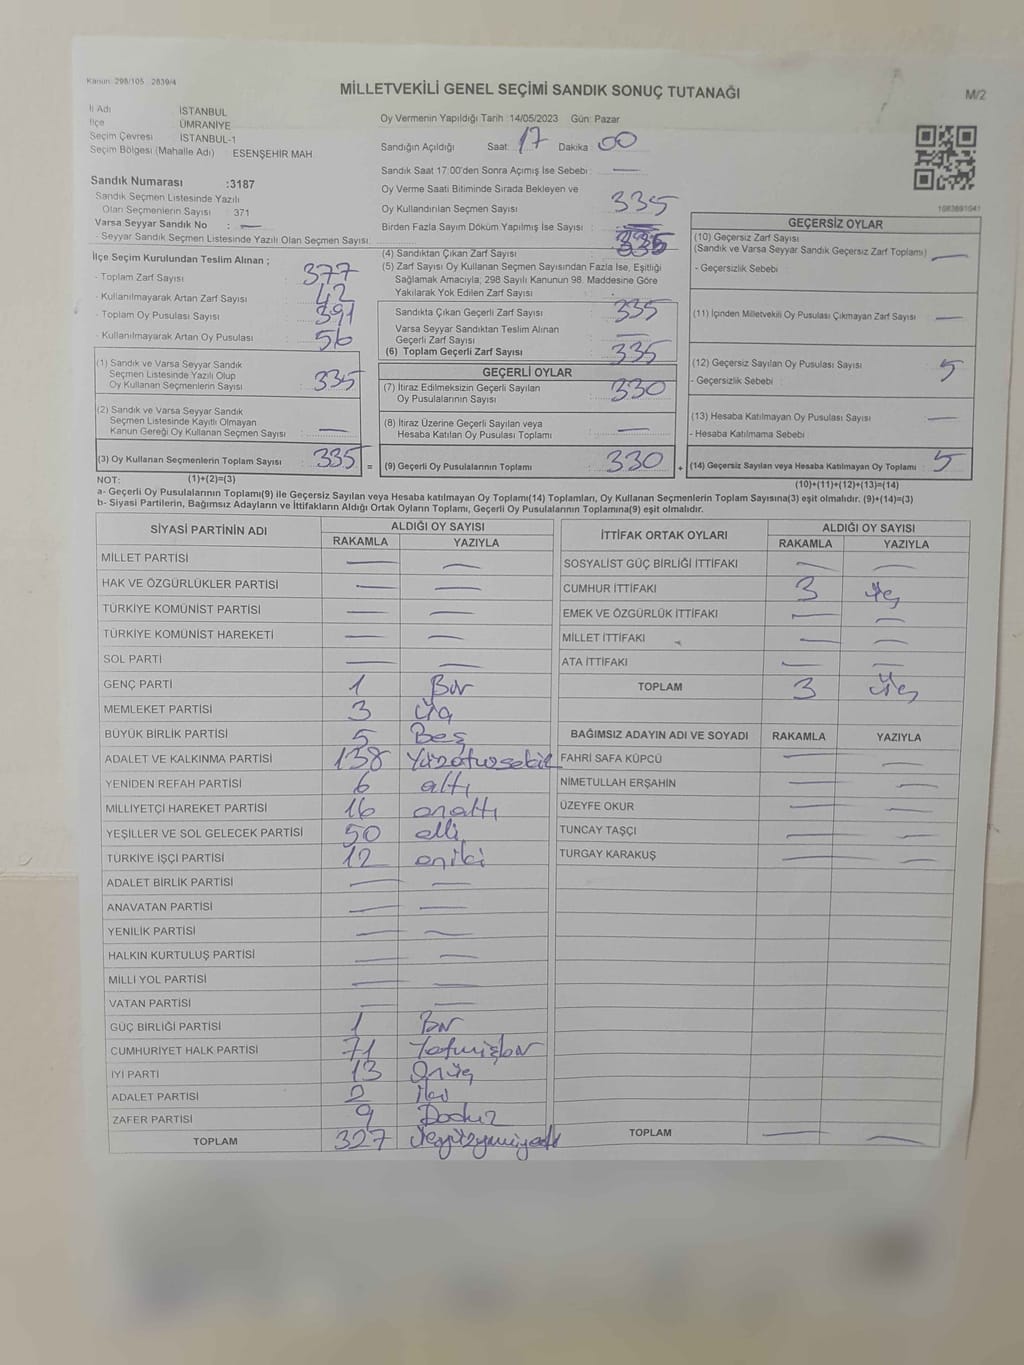 Kanun: 298/105 2839/4
MİLLETVEKİLİ GENEL SEÇİMİ SANDIK SONUÇ TUTANAĞI
M/2
İl Adı İSTANBUL
İlçe ÜMRANİYE
Seçim Çevresi İSTANBUL-1
Seçim Bölgesi (Mahalle Adı) ESENŞEHİR MAH.
Oy Vermenin Yapıldığı Tarih :14/05/2023 Gün: Pazar
Sandığın Açıldığı Saat: 17 Dakika: 00
Sandık Saat 17:00'den Sonra Açımış İse Sebebi : —
Oy Verme Saati Bitiminde Sırada Bekleyen ve
Oy Kullandırılan Seçmen Sayısı : 335
Birden Fazla Sayım Döküm Yapılmış İse Sayısı : —
Sandık Numarası :3187
Sandık Seçmen Listesinde Yazılı
Olan Seçmenlerin Sayısı : 371
Varsa Seyyar Sandık No : —
- Seyyar Sandık Seçmen Listesinde Yazılı Olan Seçmen Sayısı:
İlçe Seçim Kurulundan Teslim Alınan ;
- Toplam Zarf Sayısı : 377
- Kullanılmayarak Artan Zarf Sayısı : 42
- Toplam Oy Pusulası Sayısı : 391
- Kullanılmayarak Artan Oy Pusulası : 56
(1) Sandık ve Varsa Seyyar Sandık
Seçmen Listesinde Yazılı Olup
Oy Kullanan Seçmenlerin Sayısı : 335
(2) Sandık ve Varsa Seyyar Sandık
Seçmen Listesinde Kayıtlı Olmayan
Kanun Gereği Oy Kullanan Seçmen Sayısı : —
(3) Oy Kullanan Seçmenlerin Toplam Sayısı : 335 =
(1)+(2)=(3)
(4) Sandıktan Çıkan Zarf Sayısı : 335
(5) Zarf Sayısı Oy Kullanan Seçmen Sayısından Fazla İse, Eşitliği
Sağlamak Amacıyla, 298 Sayılı Kanunun 98. Maddesine Göre
Yakılarak Yok Edilen Zarf Sayısı :
Sandıkta Çıkan Geçerli Zarf Sayısı : 335
Varsa Seyyar Sandıktan Teslim Alınan
Geçerli Zarf Sayısı : —
(6) Toplam Geçerli Zarf Sayısı : 335
GEÇERLİ OYLAR
(7) İtiraz Edilmeksizin Geçerli Sayılan
Oy Pusulalarının Sayısı : 330
(8) İtiraz Üzerine Geçerli Sayılan veya
Hesaba Katılan Oy Pusulası Toplamı : —
(9) Geçerli Oy Pusulalarının Toplamı : 330 +
1083691041
GEÇERSİZ OYLAR
(10) Geçersiz Zarf Sayısı
(Sandık ve Varsa Seyyar Sandık Geçersiz Zarf Toplamı) —
- Geçersizlik Sebebi :
(11) İçinden Milletvekili Oy Pusulası Çıkmayan Zarf Sayısı : —
(12) Geçersiz Sayılan Oy Pusulası Sayısı : 5
- Geçersizlik Sebebi :
(13) Hesaba Katılmayan Oy Pusulası Sayısı : —
- Hesaba Katılmama Sebebi :
(14) Geçersiz Sayılan veya Hesaba Katılmayan Oy Toplamı : 5
(10)+(11)+(12)+(13)=(14)
NOT:
a- Geçerli Oy Pusulalarının Toplamı(9) ile Geçersiz Sayılan veya Hesaba katılmayan Oy Toplamı(14) Toplamları, Oy Kullanan Seçmenlerin Toplam Sayısına(3) eşit olmalıdır. (9)+(14)=(3)
b- Siyasi Partilerin, Bağımsız Adayların ve İttifakların Aldığı Ortak Oyların Toplamı, Geçerli Oy Pusulalarının Toplamına(9) eşit olmalıdır.
SİYASİ PARTİNİN ADI ALDIĞI OY SAYISI
RAKAMLA YAZIYLA
MİLLET PARTİSİ — —
HAK VE ÖZGÜRLÜKLER PARTİSİ — —
TÜRKİYE KOMÜNİST PARTİSİ — —
TÜRKİYE KOMÜNİST HAREKETİ — —
SOL PARTİ — —
GENÇ PARTİ 1 Bir
MEMLEKET PARTİSİ 3 üç
BÜYÜK BİRLİK PARTİSİ 5 Beş
ADALET VE KALKINMA PARTİSİ 138 Yüzotuzsekiz
YENİDEN REFAH PARTİSİ 6 altı
MİLLİYETÇİ HAREKET PARTİSİ 16 onaltı
YEŞİLLER VE SOL GELECEK PARTİSİ 50 elli
TÜRKİYE İŞÇİ PARTİSİ 12 oniki
ADALET BİRLİK PARTİSİ — —
ANAVATAN PARTİSİ — —
YENİLİK PARTİSİ — —
HALKIN KURTULUŞ PARTİSİ — —
MİLLİ YOL PARTİSİ — —
VATAN PARTİSİ — —
GÜÇ BİRLİĞİ PARTİSİ 1 Bir
CUMHURİYET HALK PARTİSİ 71 Yetmişbir
İYİ PARTİ 13 Onüç
ADALET PARTİSİ 2 iki
ZAFER PARTİSİ 9 Dokuz
TOPLAM 327 üçyüzyirmiyedi
İTTİFAK ORTAK OYLARI ALDIĞI OY SAYISI
RAKAMLA YAZIYLA
SOSYALİST GÜÇ BİRLİĞİ İTTİFAKI — —
CUMHUR İTTİFAKI 3 üç
EMEK VE ÖZGÜRLÜK İTTİFAKI — —
MİLLET İTTİFAKI — —
ATA İTTİFAKI — —
TOPLAM 3 üç
BAĞIMSIZ ADAYIN ADI VE SOYADI RAKAMLA YAZIYLA
FAHRİ SAFA KÜPCÜ — —
NİMETULLAH ERŞAHİN — —
ÜZEYFE OKUR — —
TUNCAY TAŞÇI — —
TURGAY KARAKUŞ — —
TOPLAM — —